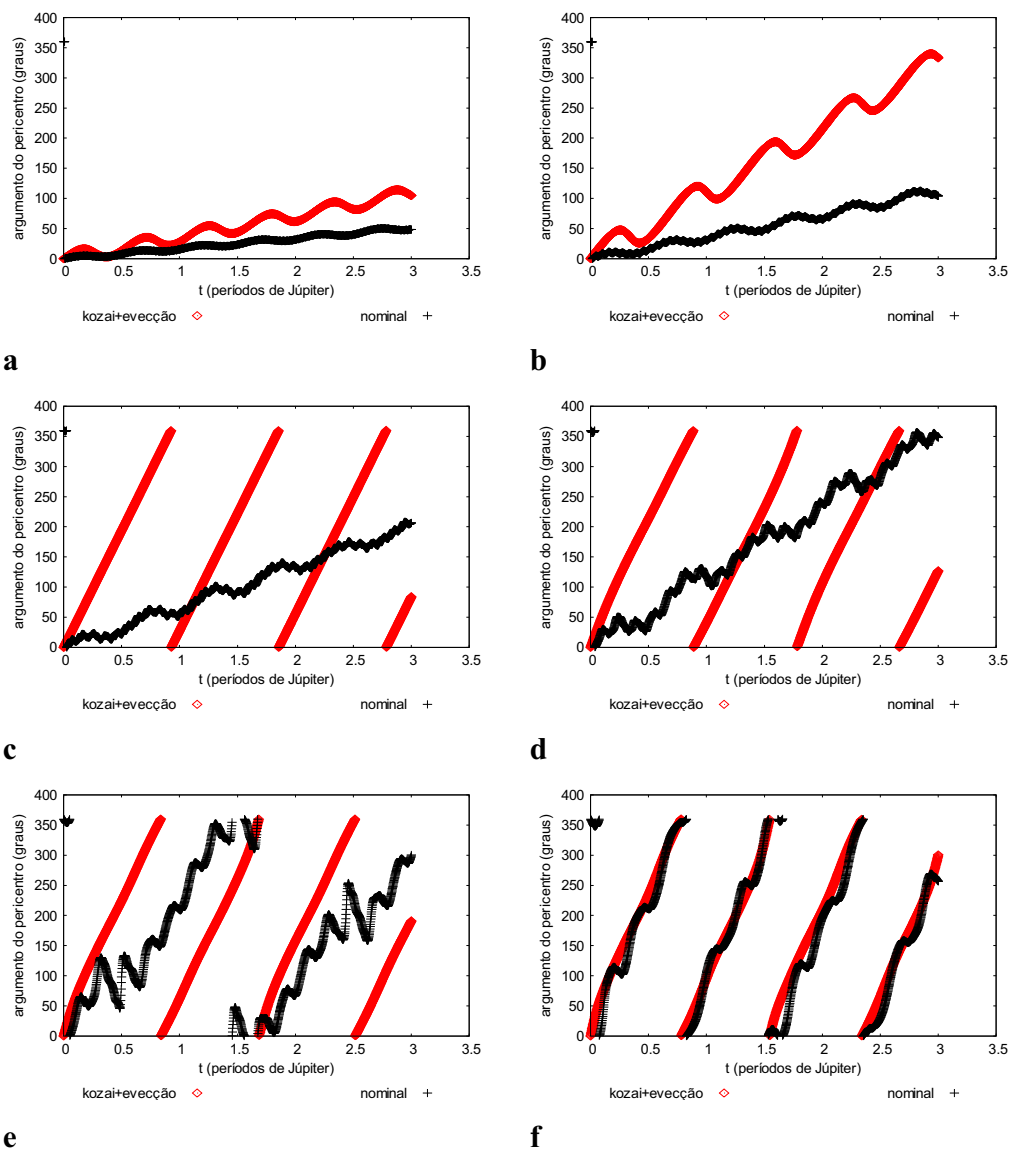 400
350
300
250
200
150
100
50
0
argumento do pericentro (graus)
0 0.5 1 1.5 2 2.5 3 3.5
t (períodos de Júpiter)
kozai+evecção nominal
a
400
350
300
250
200
150
100
50
0
argumento do pericentro (graus)
0 0.5 1 1.5 2 2.5 3 3.5
t (períodos de Júpiter)
kozai+evecção nominal
b
400
350
300
250
200
150
100
50
0
argumento do pericentro (graus)
0 0.5 1 1.5 2 2.5 3 3.5
t (períodos de Júpiter)
kozai+evecção nominal
c
400
350
300
250
200
150
100
50
0
argumento do pericentro (graus)
0 0.5 1 1.5 2 2.5 3 3.5
t (períodos de Júpiter)
kozai+evecção nominal
d
400
350
300
250
200
150
100
50
0
argumento do pericentro (graus)
0 0.5 1 1.5 2 2.5 3 3.5
t (períodos de Júpiter)
kozai+evecção nominal
e
400
350
300
250
200
150
100
50
0
argumento do pericentro (graus)
0 0.5 1 1.5 2 2.5 3 3.5
t (períodos de Júpiter)
kozai+evecção nominal
f